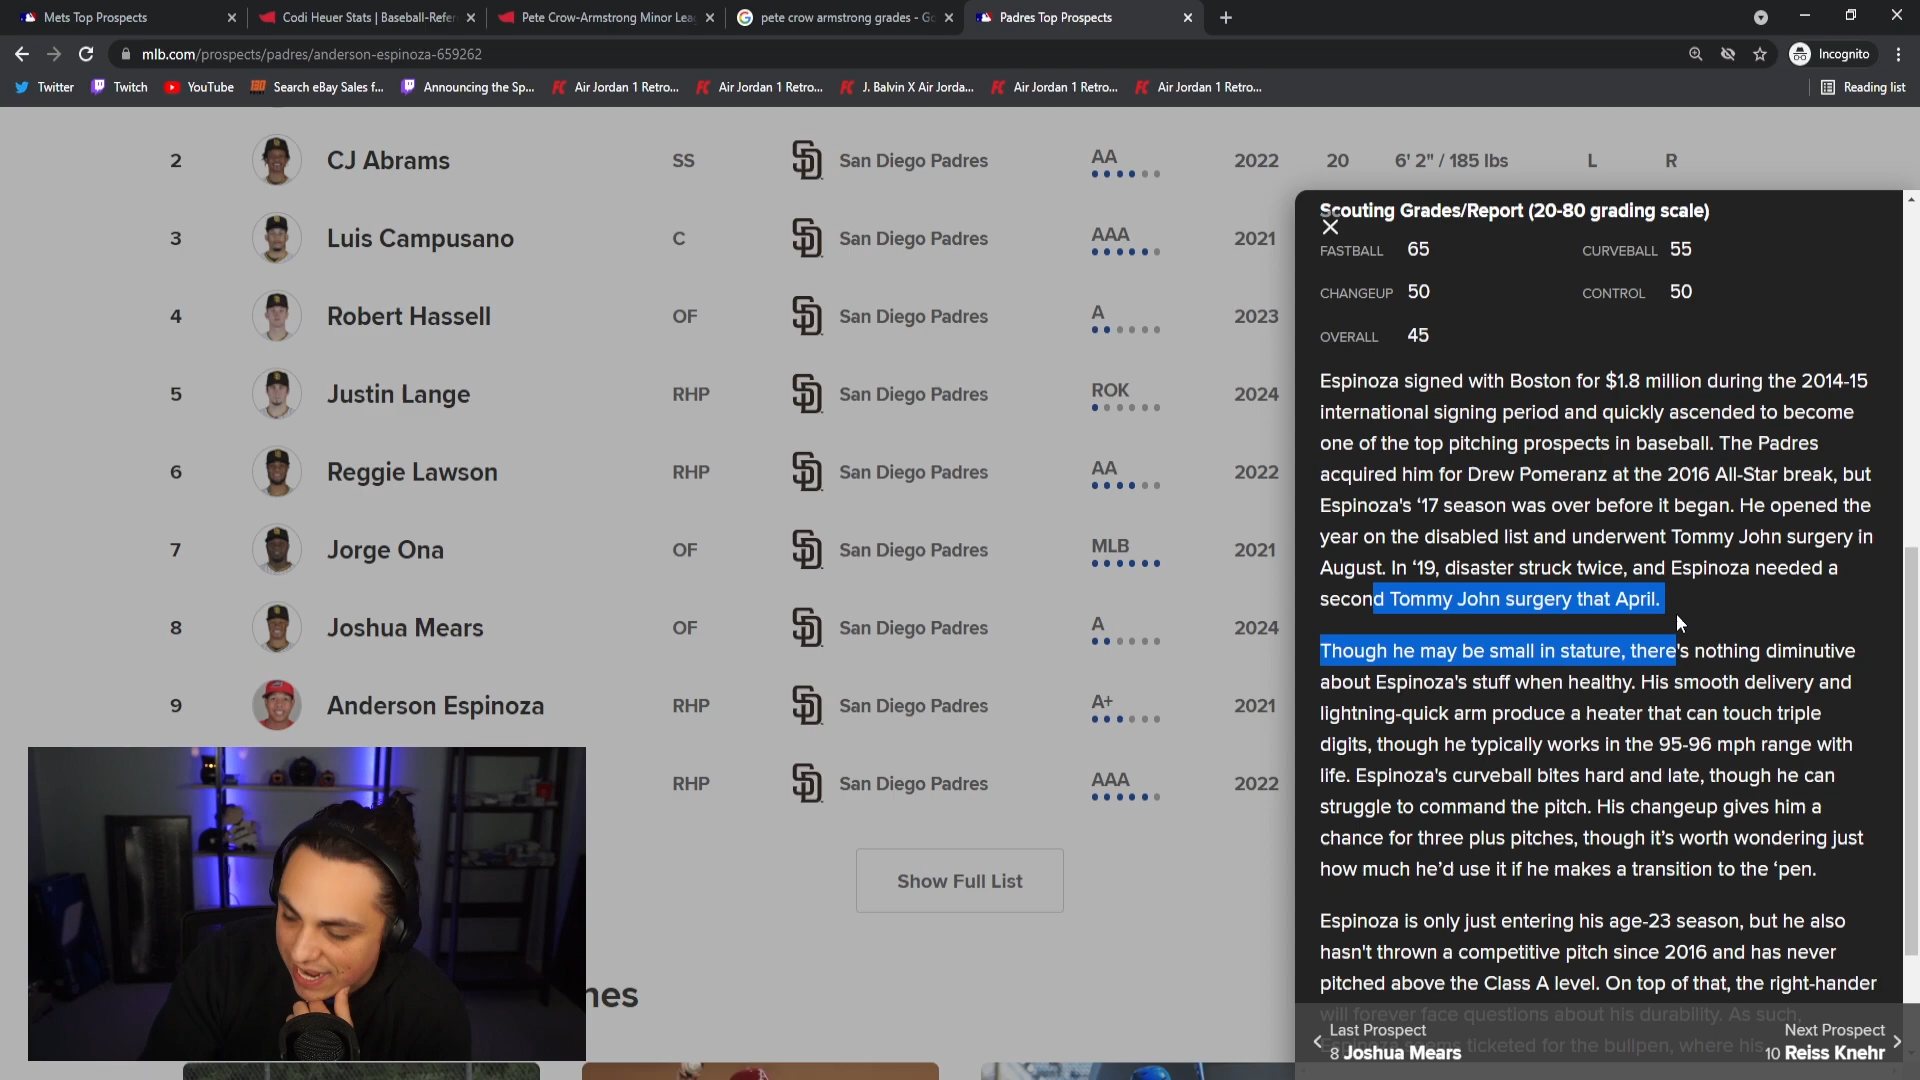 Mets Top Prospects
Codi Heuer Stats | Baseball-Refer
Pete Crow-Armstrong Minor Lea
pete crow armstrong grades - Go
Padres Top Prospects
mlb.com/prospects/padres/anderson-espinoza-659262
Incognito
Twitter
Twitch
YouTube
Search eBay Sales f...
Announcing the Sp...
Air Jordan 1 Retro...
Air Jordan 1 Retro...
J. Balvin X Air Jorda...
Air Jordan 1 Retro...
Air Jordan 1 Retro...
Reading list
2 CJ Abrams SS San Diego Padres AA 2022 20 6' 2" / 185 lbs L R
3 Luis Campusano C San Diego Padres AAA 2021
4 Robert Hassell OF San Diego Padres A 2023
5 Justin Lange RHP San Diego Padres ROK 2024
6 Reggie Lawson RHP San Diego Padres AA 2022
7 Jorge Ona OF San Diego Padres MLB 2021
8 Joshua Mears OF San Diego Padres A 2024
9 Anderson Espinoza RHP San Diego Padres A+ 2021
RHP San Diego Padres AAA 2022
Show Full List
Scouting Grades/Report (20-80 grading scale)
FASTBALL 65 CURVEBALL 55
CHANGEUP 50 CONTROL 50
OVERALL 45
Espinoza signed with Boston for $1.8 million during the 2014-15
international signing period and quickly ascended to become
one of the top pitching prospects in baseball. The Padres
acquired him for Drew Pomeranz at the 2016 All-Star break, but
Espinoza's ‘17 season was over before it began. He opened the
year on the disabled list and underwent Tommy John surgery in
August. In ‘19, disaster struck twice, and Espinoza needed a
second Tommy John surgery that April.
Though he may be small in stature, there's nothing diminutive
about Espinoza's stuff when healthy. His smooth delivery and
lightning-quick arm produce a heater that can touch triple
digits, though he typically works in the 95-96 mph range with
life. Espinoza's curveball bites hard and late, though he can
struggle to command the pitch. His changeup gives him a
chance for three plus pitches, though it’s worth wondering just
how much he’d use it if he makes a transition to the ‘pen.
Espinoza is only just entering his age-23 season, but he also
hasn't thrown a competitive pitch since 2016 and has never
pitched above the Class A level. On top of that, the right-hander
will forever face questions about his durability. As such,
ticketed for the bullpen, where his
Last Prospect
8 Joshua Mears
Next Prospect
10 Reiss Knehr